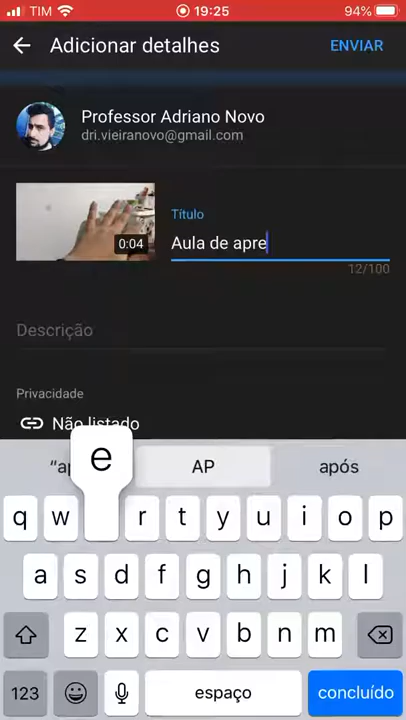 TIM 19:25 94%
Adicionar detalhes ENVIAR
Professor Adriano Novo
dri.vieiranovo@gmail.com
0:04
Título
Aula de apre
12/100
Descrição
Privacidade
Não listado
e
“ap AP após
q w r t y u i o p
a s d f g h j k l
z x c v b n m
123 espaço concluído